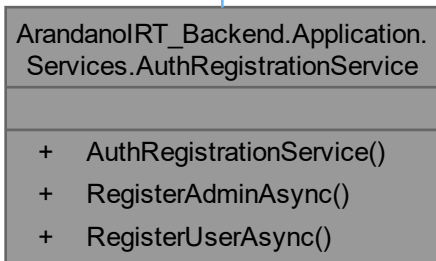 ArandanoIRT_Backend.Application.
Services.AuthRegistrationService
+ AuthRegistrationService()
+ RegisterAdminAsync()
+ RegisterUserAsync()